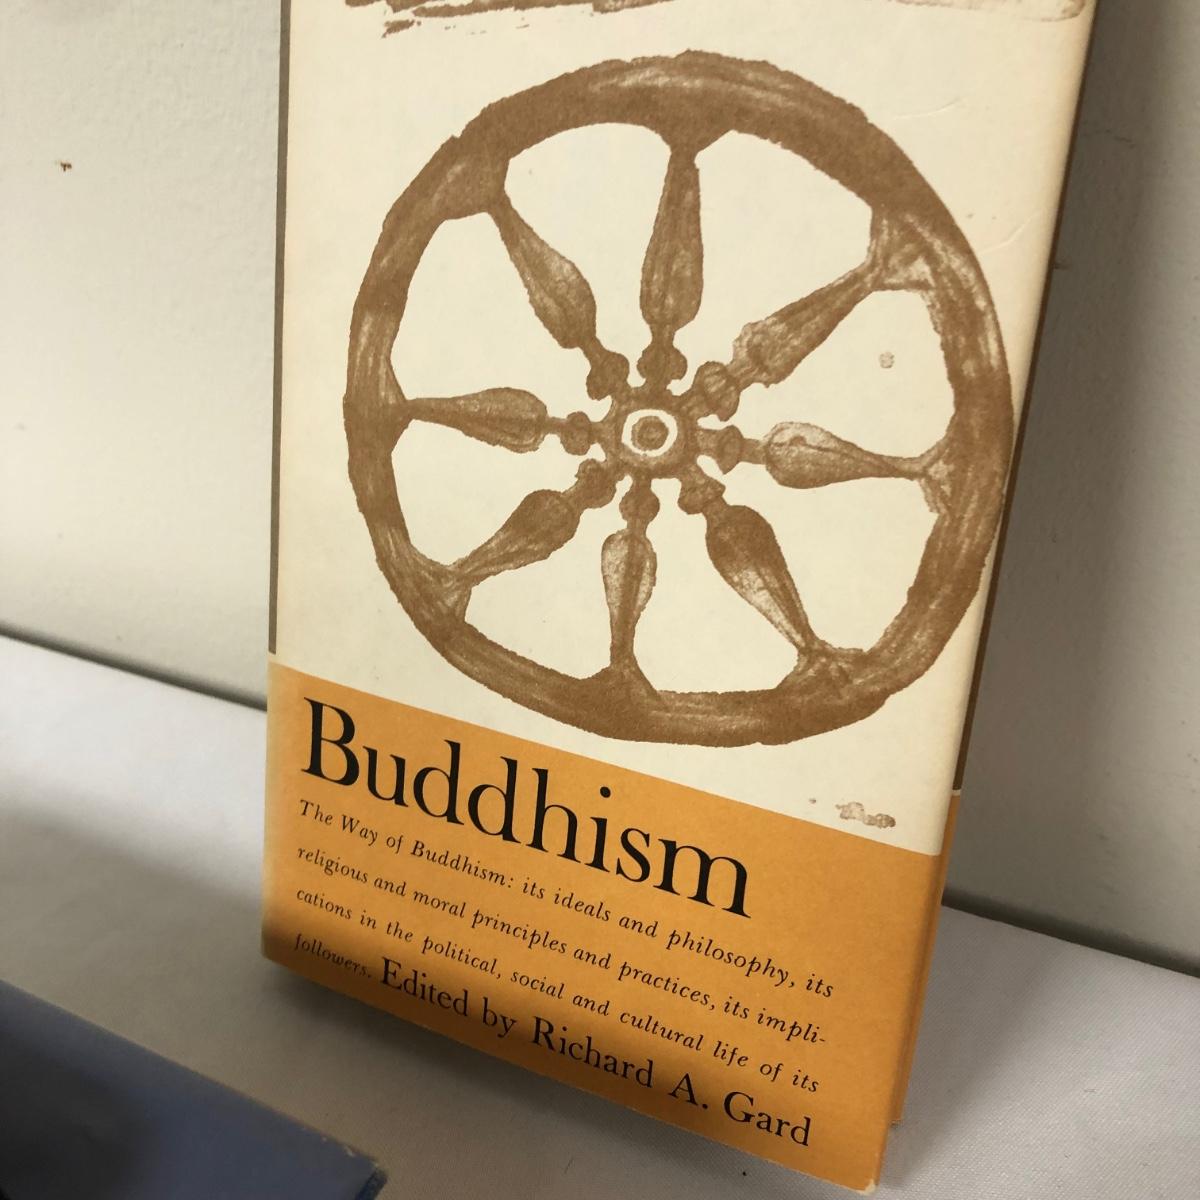 Buddhism
The Way of Buddhism: its ideals and philosophy, its
religious and moral principles and practices, its impli-
cations in the political, social and cultural life of its
followers. Edited by Richard A. Gard